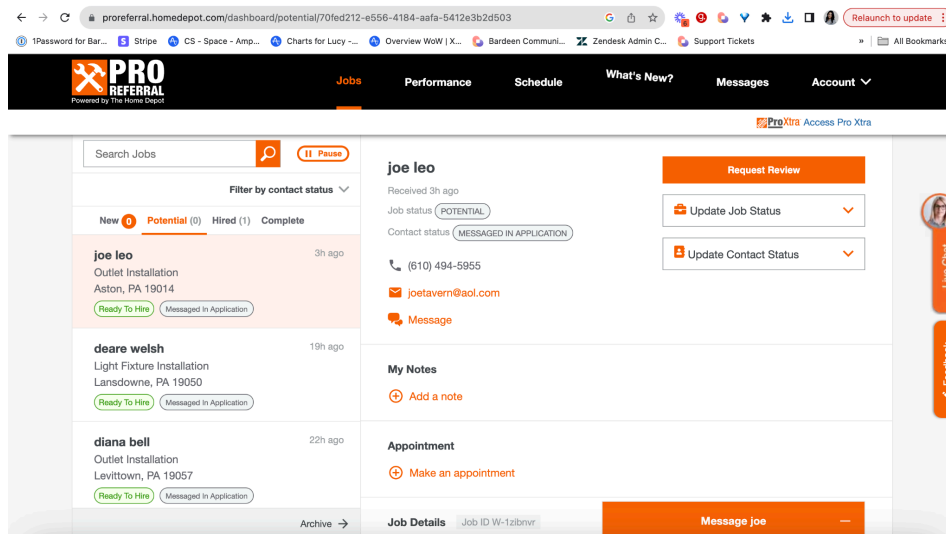 proreferral.homedepot.com/dashboard/potential/70fed212-e556-4184-aafa-5412e3b2d503
Relaunch to update
1Password for Bar...
Stripe
CS - Space - Amp...
Charts for Lucy -...
Overview WoW | X...
Bardeen Communi...
Zendesk Admin C...
Support Tickets
»
All Bookmarks
PRO
REFERRAL
Powered by The Home Depot
Jobs
Performance
Schedule
What's New?
Messages
Account
ProXtra Access Pro Xtra
Search Jobs
Pause
Filter by contact status
New 0 Potential (0) Hired (1) Complete
joe leo 3h ago
Outlet Installation
Aston, PA 19014
Ready To Hire Messaged In Application
deare welsh 19h ago
Light Fixture Installation
Lansdowne, PA 19050
Ready To Hire Messaged In Application
diana bell 22h ago
Outlet Installation
Levittown, PA 19057
Ready To Hire Messaged In Application
Archive →
joe leo
Received 3h ago
Job status POTENTIAL
Contact status MESSAGED IN APPLICATION
(610) 494-5955
joetavern@aol.com
Message
Request Review
Update Job Status
Update Contact Status
My Notes
Add a note
Appointment
Make an appointment
Job Details Job ID W-1zibnvr
Message joe
Live Chat